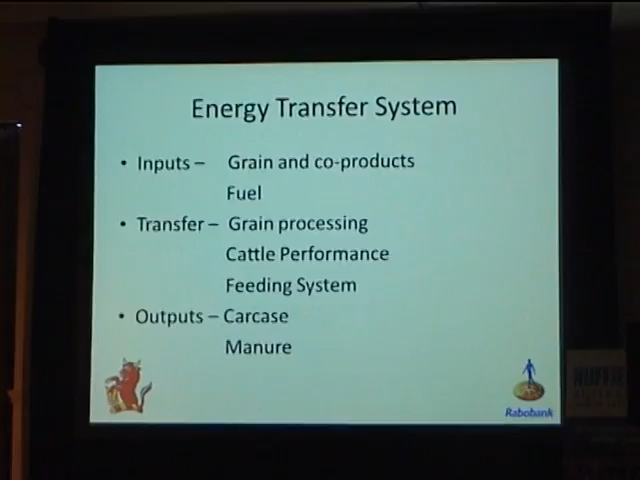 Energy Transfer System
• Inputs – Grain and co-products
Fuel
• Transfer – Grain processing
Cattle Performance
Feeding System
• Outputs – Carcase
Manure
Rabobank